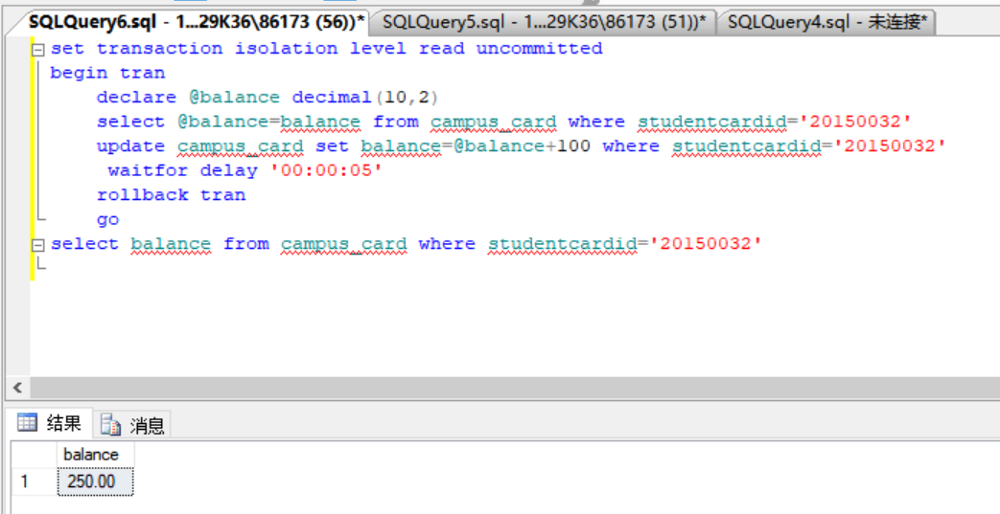 SQLQuery6.sql - 1...29K36\86173 (56))* SQLQuery5.sql - 1...29K36\86173 (51))* SQLQuery4.sql - 未连接*
set transaction isolation level read uncommitted
begin tran
declare @balance decimal(10,2)
select @balance=balance from campus_card where studentcardid='20150032'
update campus_card set balance=@balance+100 where studentcardid='20150032'
waitfor delay '00:00:05'
rollback tran
go
select balance from campus_card where studentcardid='20150032'
结果 消息
balance
1 250.00